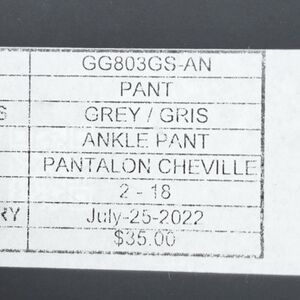 GG803GS-AN
PANT
S GREY / GRIS
ANKLE PANT
PANTALON CHEVILLE
2 - 18
RY July-25-2022
$35.00